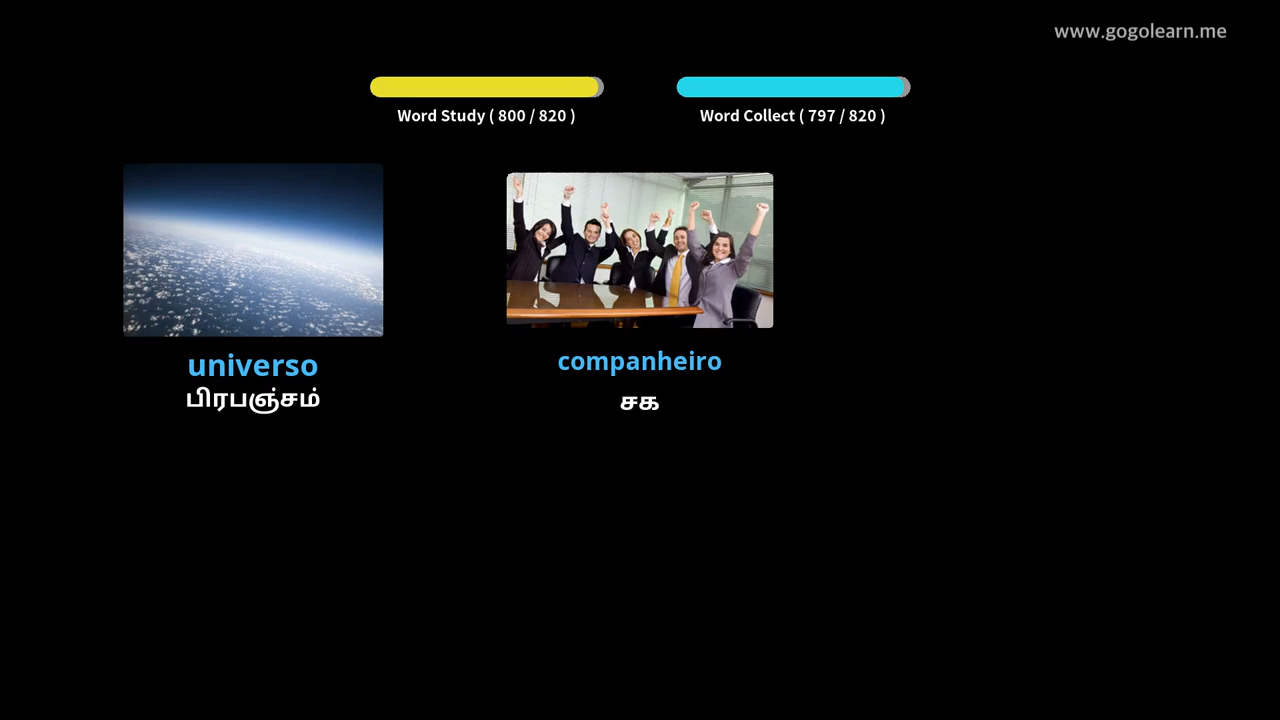 www.gogolearn.me
Word Study ( 800 / 820 )
Word Collect ( 797 / 820 )
universo
பிரபஞ்சம்
companheiro
சக